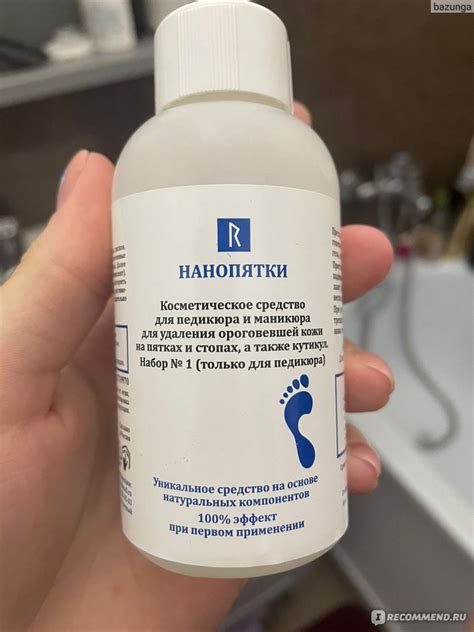 bazunga
R
НАНОПЯТКИ
Косметическое средство
для педикюра и маникюра
для удаления ороговевшей кожи
на пятках и стопах, а также кутикул.
Набор № 1 (только для педикюра)
Уникальное средство на основе
натуральных компонентов
100% эффект
при первом применении
I RECOMMEND.RU